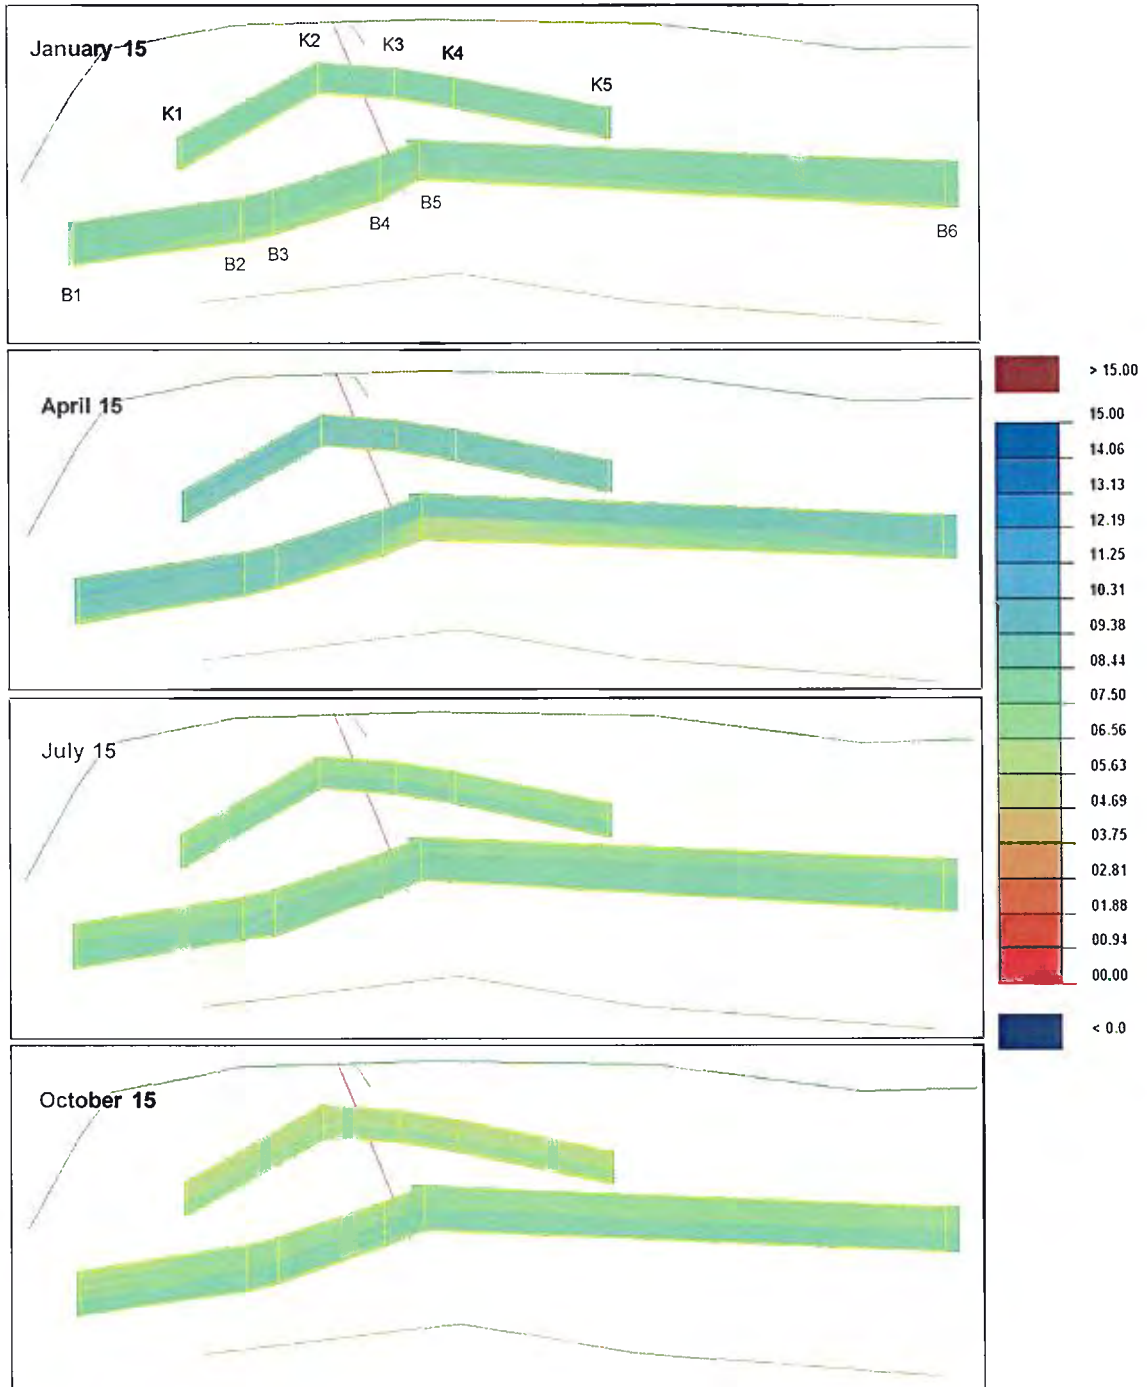 January 15
K1
K2
K3
K4
K5
B1
B2
B3
B4
B5
B6
April 15
July 15
October 15
> 15.00
15.00
14.06
13.13
12.19
11.25
10.31
09.38
08.44
07.50
06.56
05.63
04.69
03.75
02.81
01.88
00.94
00.00
< 0.0